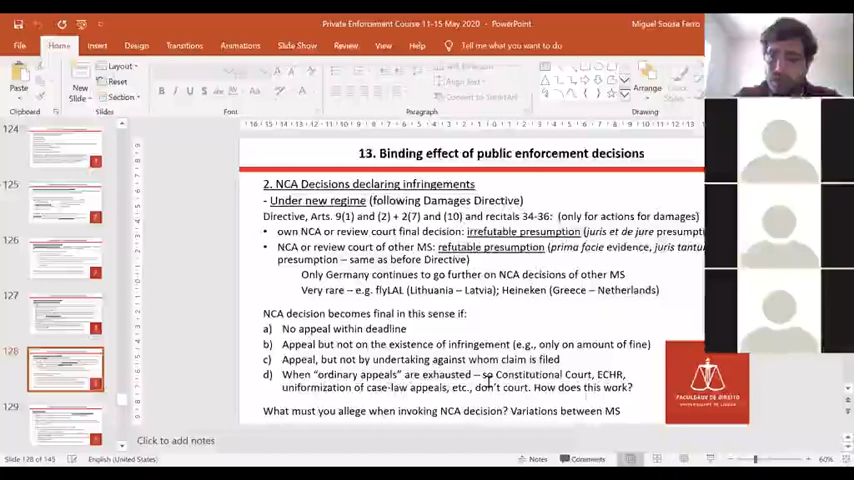 Private Enforcement Course 11-15 May 2020 - PowerPoint
Miguel Sousa Ferro
File Home Insert Design Transitions Animations Slide Show Review View Help Tell me what you want to do
Paste
New
Slide
Layout
Reset
Section
Text Direction
Align Text
Convert to SmartArt
Arrange
Quick
Styles
Clipboard Slides Font Paragraph Drawing
124
125
126
127
128
129
13. Binding effect of public enforcement decisions
2. NCA Decisions declaring infringements
- Under new regime (following Damages Directive)
Directive, Arts. 9(1) and (2) + 2(7) and (10) and recitals 34-36: (only for actions for damages)
• own NCA or review court final decision: irrefutable presumption (juris et de jure presumpti
• NCA or review court of other MS: refutable presumption (prima facie evidence, juris tantu
presumption – same as before Directive)
Only Germany continues to go further on NCA decisions of other MS
Very rare – e.g. flyLAL (Lithuania – Latvia); Heineken (Greece – Netherlands)
NCA decision becomes final in this sense if:
a) No appeal within deadline
b) Appeal but not on the existence of infringement (e.g., only on amount of fine)
c) Appeal, but not by undertaking against whom claim is filed
d) When "ordinary appeals" are exhausted – so Constitutional Court, ECHR,
uniformization of case-law appeals, etc., don't court. How does this work?
What must you allege when invoking NCA decision? Variations between MS
FACULDADE DE DIREITO
UNIVERSIDADE DE LISBOA
Click to add notes
Slide 128 of 145 English (United States) Notes Comments 60%